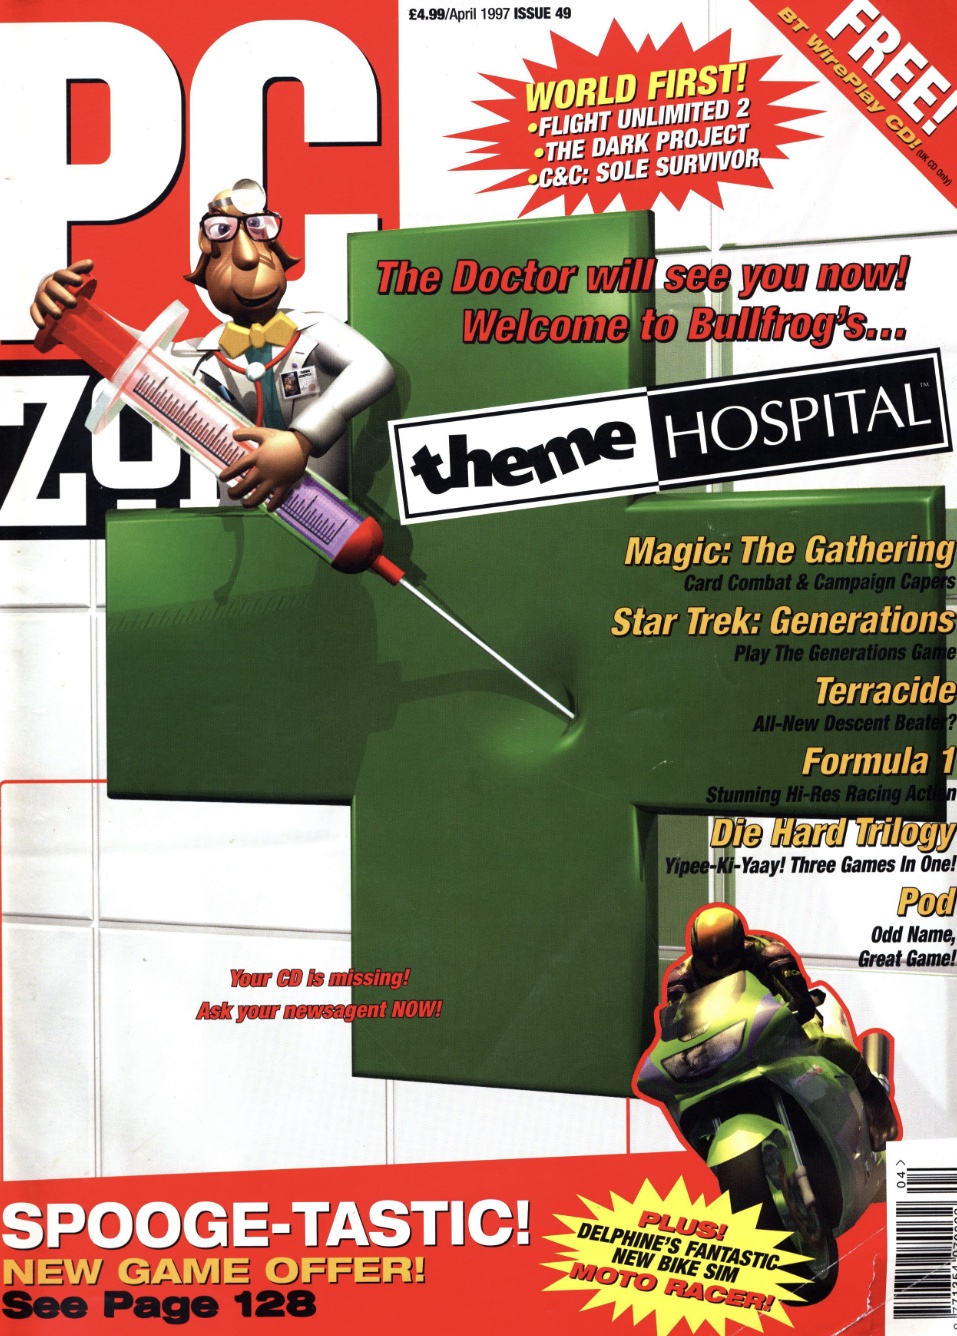 £4.99/April 1997 ISSUE 49
PC
ZONE
FREE!
BT WirePlay CD! (UK CD Only)
WORLD FIRST!
•FLIGHT UNLIMITED 2
•THE DARK PROJECT
•C&C: SOLE SURVIVOR
The Doctor will see you now!
Welcome to Bullfrog's...
theme HOSPITAL™
Magic: The Gathering
Card Combat & Campaign Capers
Star Trek: Generations
Play The Generations Game
Terracide
All-New Descent Beater?
Formula 1
Stunning Hi-Res Racing Action
Die Hard Trilogy
Yipee-Ki-Yaay! Three Games In One!
Pod
Odd Name,
Great Game!
Your CD is missing!
Ask your newsagent NOW!
SPOOGE-TASTIC!
NEW GAME OFFER!
See Page 128
PLUS!
DELPHINE'S FANTASTIC
NEW BIKE SIM
MOTO RACER!
04>